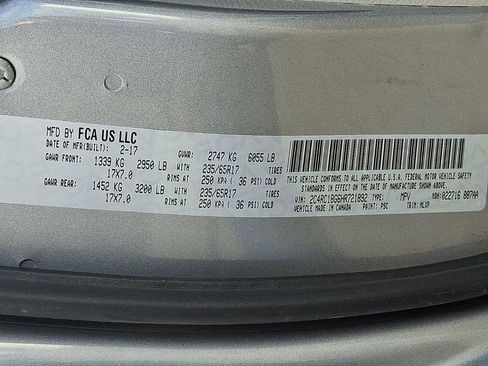 MFD BY FCA US LLC
DATE OF MFR(BUILT): 2-17 GVWR: 2747 KG 6055 LB
GAWR FRONT: 1339 KG 2950 LB WITH 235/65R17 TIRES
17X7.0 RIMS AT 250 KPA( 36 PSI) COLD
GAWR REAR: 1452 KG 3200 LB WITH 235/65R17 TIRES
17X7.0 RIMS AT 250 KPA( 36 PSI) COLD
THIS VEHICLE CONFORMS TO ALL APPLICABLE U.S.A. FEDERAL MOTOR VEHICLE SAFETY
STANDARDS IN EFFECT ON THE DATE OF MANUFACTURE SHOWN ABOVE.
VIN: 2C4RC1BG6HR721892 TYPE: MPV MDH: 022716 887AA
VEHICLE MADE IN CANADA PAINT: PSC TRIM: MLXP